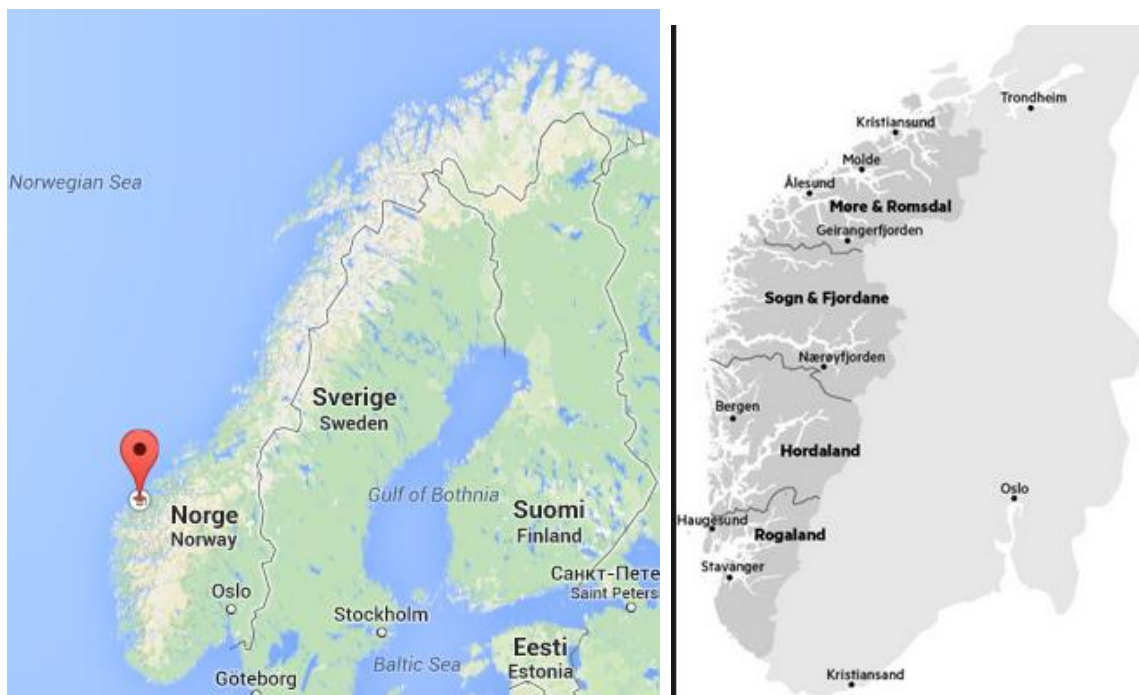 Norwegian Sea
Sverige
Sweden
Gulf of Bothnia
Norge
Norway
Suomi
Finland
Санкт-Пете
Saint Peters
Oslo
Stockholm
Eesti
Estonia
Baltic Sea
Göteborg
Trondheim
Kristiansund
Molde
Ålesund
Møre & Romsdal
Geirangerfjorden
Sogn & Fjordane
Nærøyfjorden
Bergen
Hordaland
Oslo
Haugesund
Rogaland
Stavanger
Kristiansand